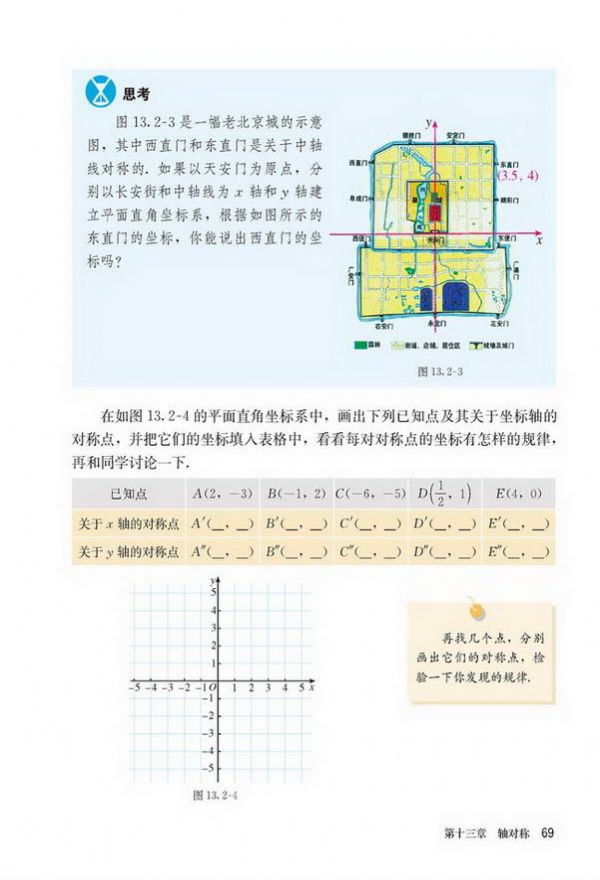 思考
图 13.2-3 是一幅老北京城的示意
图,其中西直门和东直门是关于中轴
线对称的.如果以天安门为原点,分
别以长安街和中轴线为 x 轴和 y 轴建
立平面直角坐标系,根据如图所示的
东直门的坐标,你能说出西直门的坐
标吗?
y
德胜门 安定门
西直门 东直门
(3.5, 4)
阜成门 朝阳门
西便门 天安门 东便门 x
广安门 广渠门
右安门 永定门 左安门
园林 街道、店铺、居住区 城墙及城门
图 13.2-3
在如图 13.2-4 的平面直角坐标系中,画出下列已知点及其关于坐标轴的
对称点,并把它们的坐标填入表格中,看看每对对称点的坐标有怎样的规律,
再和同学讨论一下.
已知点 A(2, -3) B(-1, 2) C(-6, -5) D(1/2, 1) E(4, 0)
关于 x 轴的对称点 A′(_, _) B′(_, _) C′(_, _) D′(_, _) E′(_, _)
关于 y 轴的对称点 A″(_, _) B″(_, _) C″(_, _) D″(_, _) E″(_, _)
y
5
4
3
2
1
-5 -4 -3 -2 -1 O 1 2 3 4 5 x
-1
-2
-3
-4
-5
图 13.2-4
再找几个点,分别
画出它们的对称点,检
验一下你发现的规律.
第十三章 轴对称 69